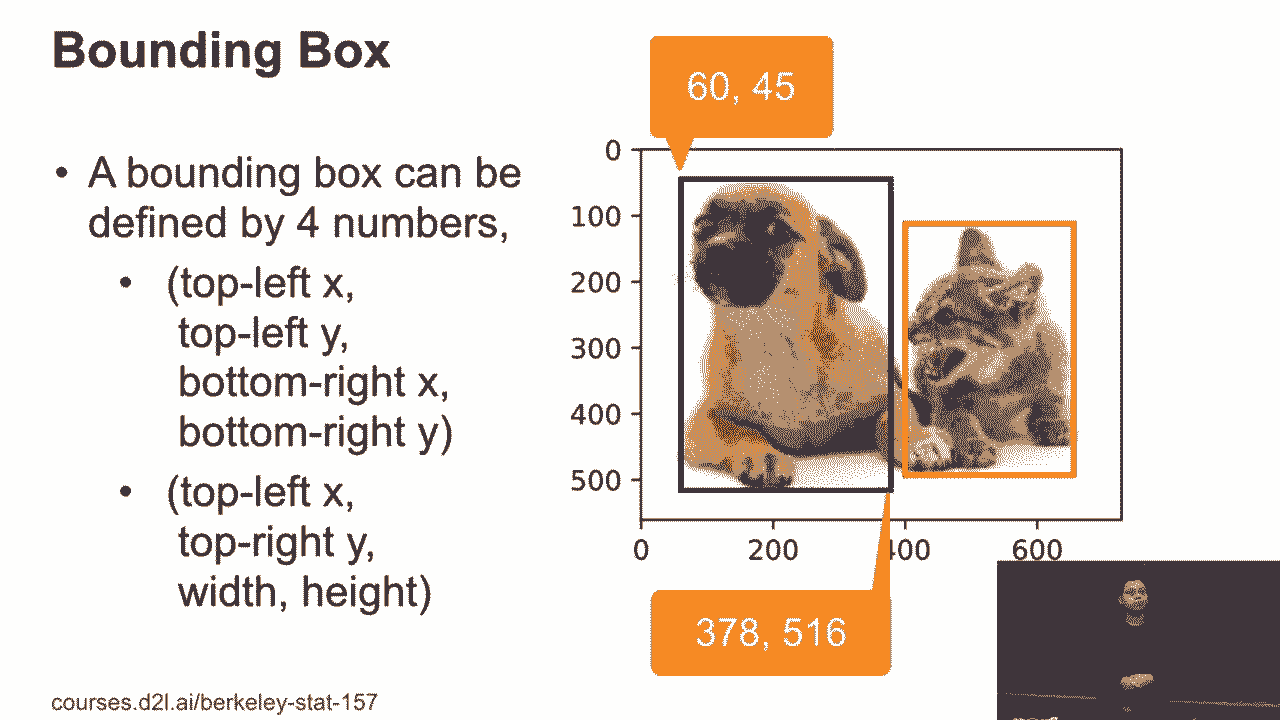 Bounding Box
• A bounding box can be
defined by 4 numbers,
• (top-left x,
top-left y,
bottom-right x,
bottom-right y)
• (top-left x,
top-right y,
width, height)
60, 45
0
100
200
300
400
500
0 200 400 600
378, 516
courses.d2l.ai/berkeley-stat-157